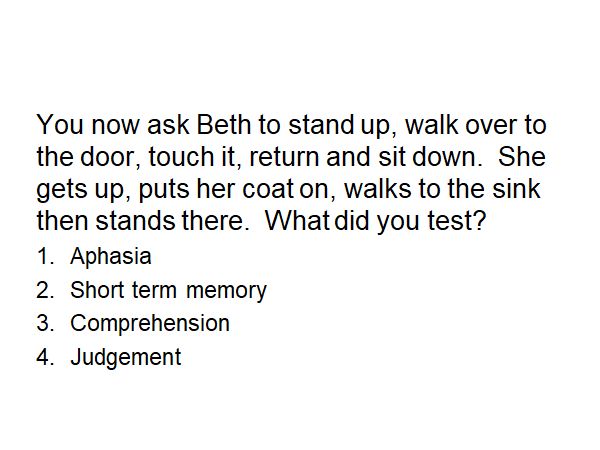 You now ask Beth to stand up, walk over to
the door, touch it, return and sit down.  She
gets up, puts her coat on, walks to the sink
then stands there.  What did you test?
1. Aphasia
2. Short term memory
3. Comprehension
4. Judgement